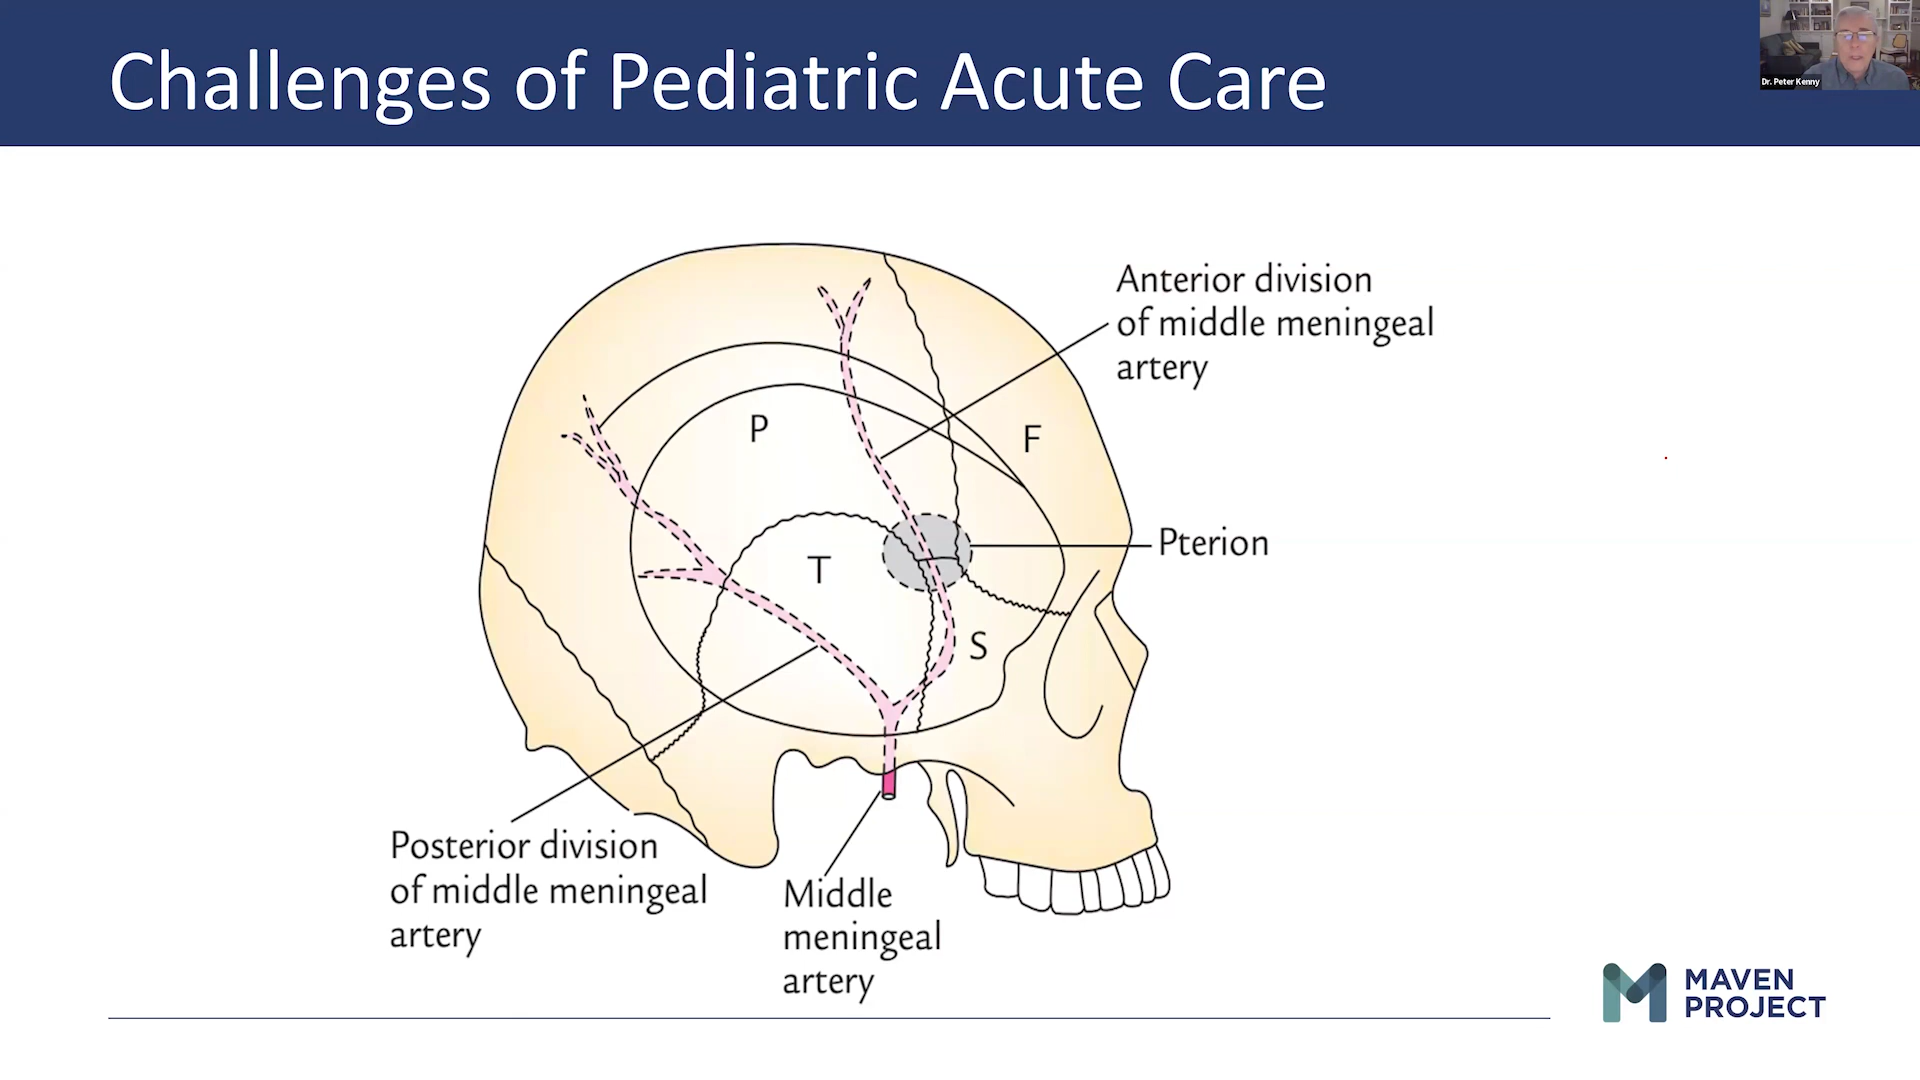 Challenges of Pediatric Acute Care
Dr. Peter Kenny
Anterior division
of middle meningeal
artery
P
F
Pterion
T
S
Posterior division
of middle meningeal
artery
Middle
meningeal
artery
MAVEN
PROJECT